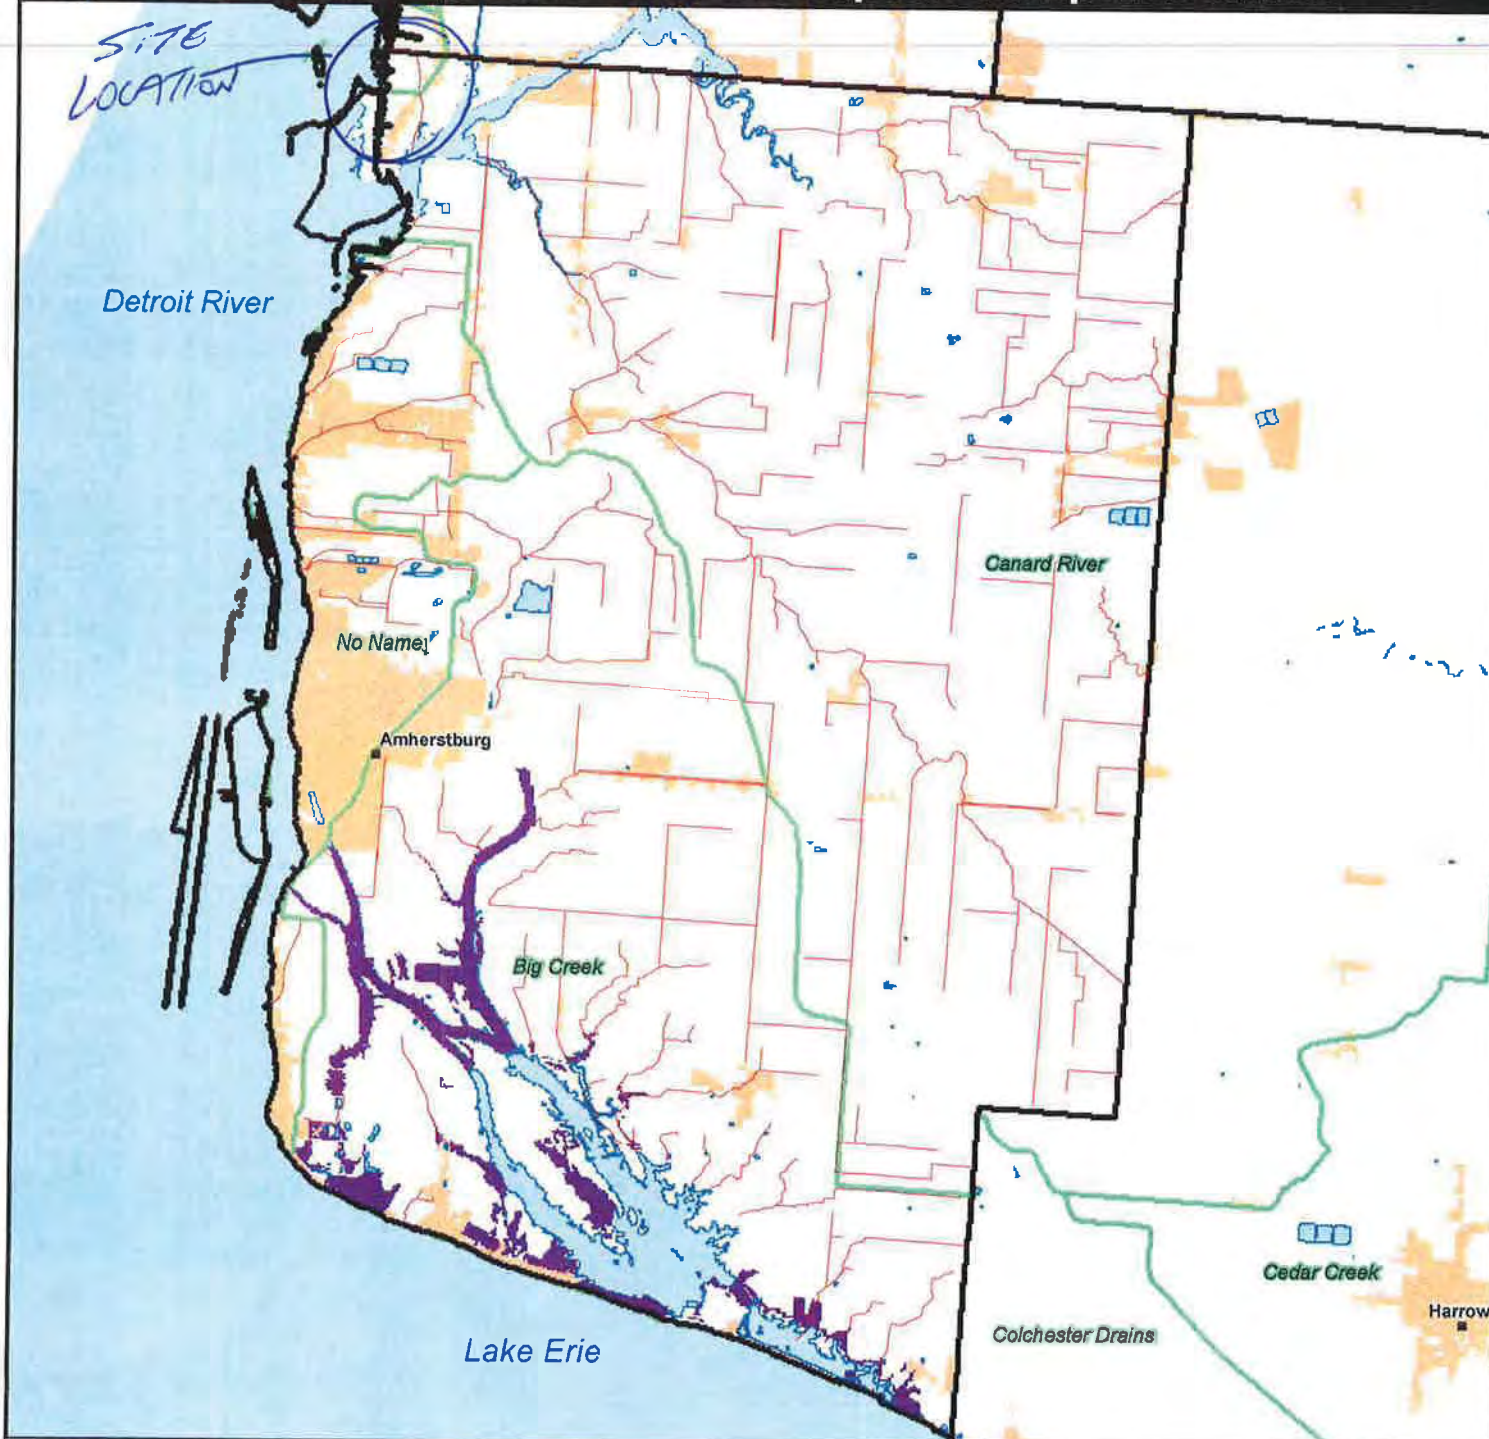 SITE
LOCATION
Detroit River
Canard River
No Name
Amherstburg
Big Creek
Cedar Creek
Harrow
Colchester Drains
Lake Erie